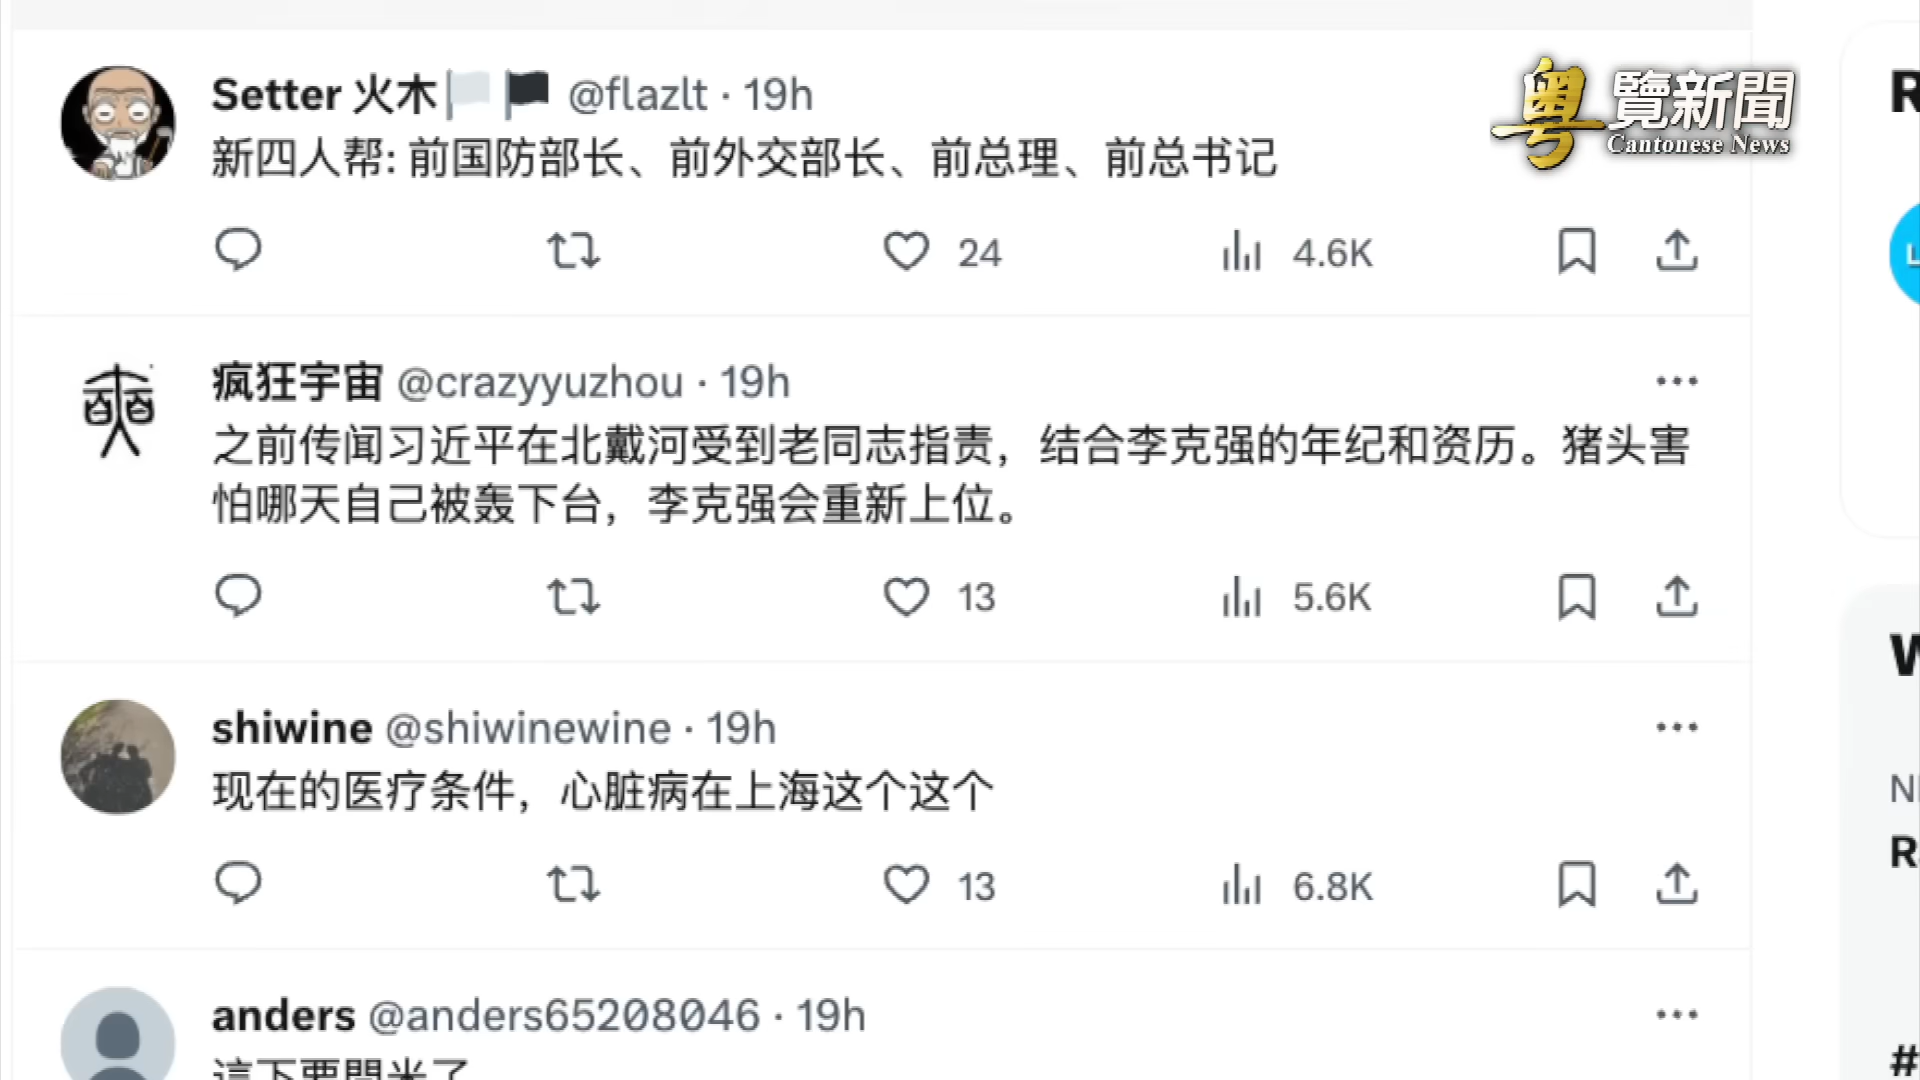 Setter 火木🏳️🏴 @flazlt · 19h
新四人帮: 前国防部长、前外交部长、前总理、前总书记
24
4.6K
粤覽新聞
Cantonese News
疯狂宇宙 @crazyyuzhou · 19h
之前传闻习近平在北戴河受到老同志指责，结合李克强的年纪和资历。猪头害
怕哪天自己被轰下台，李克强会重新上位。
13
5.6K
shiwine @shiwinewine · 19h
现在的医疗条件，心脏病在上海这个这个
13
6.8K
anders @anders65208046 · 19h